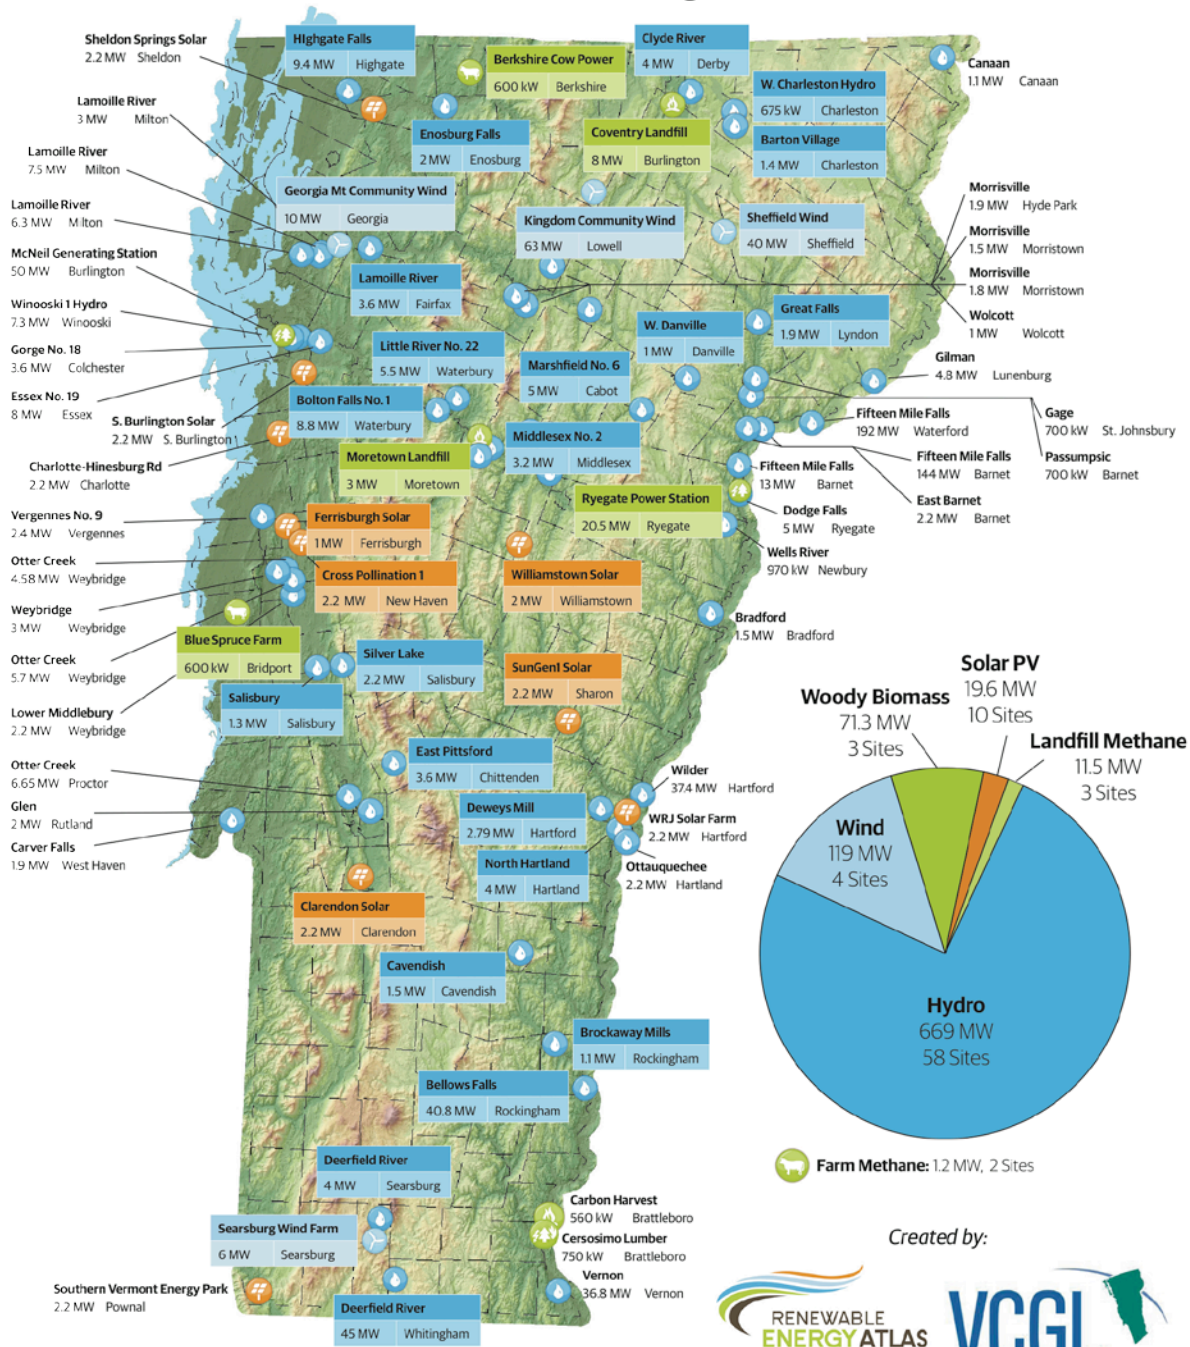 Sheldon Springs Solar
2.2 MW Sheldon
Highgate Falls
9.4 MW Highgate
Berkshire Cow Power
600 kW Berkshire
Clyde River
4 MW Derby
Canaan
1.1 MW Canaan
W. Charleston Hydro
675 kW Charleston
Lamoille River
3 MW Milton
Enosburg Falls
2 MW Enosburg
Coventry Landfill
8 MW Burlington
Barton Village
1.4 MW Charleston
Lamoille River
7.5 MW Milton
Georgia Mt Community Wind
10 MW Georgia
Kingdom Community Wind
63 MW Lowell
Sheffield Wind
40 MW Sheffield
Morrisville
1.9 MW Hyde Park
Morrisville
1.5 MW Morristown
Morrisville
1.8 MW Morristown
Wolcott
1 MW Wolcott
Lamoille River
6.3 MW Milton
McNeil Generating Station
50 MW Burlington
Lamoille River
3.6 MW Fairfax
Winooski 1 Hydro
7.3 MW Winooski
Great Falls
1.9 MW Lyndon
W. Danville
1 MW Danville
Gorge No. 18
3.6 MW Colchester
Little River No. 22
5.5 MW Waterbury
Marshfield No. 6
5 MW Cabot
Gilman
4.8 MW Lunenburg
Essex No. 19
8 MW Essex
Bolton Falls No. 1
8.8 MW Waterbury
S. Burlington Solar
2.2 MW S. Burlington
Fifteen Mile Falls
192 MW Waterford
Gage
700 kW St. Johnsbury
Middlesex No. 2
3.2 MW Middlesex
Moretown Landfill
3 MW Moretown
Charlotte-Hinesburg Rd
2.2 MW Charlotte
Fifteen Mile Falls
13 MW Barnet
Fifteen Mile Falls
144 MW Barnet
Passumpsic
700 kW Barnet
East Barnet
2.2 MW Barnet
Ryegate Power Station
20.5 MW Ryegate
Dodge Falls
5 MW Ryegate
Vergennes No. 9
2.4 MW Vergennes
Ferrisburgh Solar
1 MW Ferrisburgh
Wells River
970 kW Newbury
Otter Creek
4.58 MW Weybridge
Cross Pollination 1
2.2 MW New Haven
Williamstown Solar
2 MW Williamstown
Weybridge
3 MW Weybridge
Bradford
1.5 MW Bradford
Blue Spruce Farm
600 kW Bridport
Otter Creek
5.7 MW Weybridge
Silver Lake
2.2 MW Salisbury
SunGen1 Solar
2.2 MW Sharon
Salisbury
1.3 MW Salisbury
Lower Middlebury
2.2 MW Weybridge
East Pittsford
3.6 MW Chittenden
Otter Creek
6.65 MW Proctor
Wilder
37.4 MW Hartford
Glen
2 MW Rutland
Deweys Mill
2.79 MW Hartford
WRJ Solar Farm
2.2 MW Hartford
Carver Falls
1.9 MW West Haven
North Hartland
4 MW Hartland
Ottauquechee
2.2 MW Hartland
Clarendon Solar
2.2 MW Clarendon
Cavendish
1.5 MW Cavendish
Brockaway Mills
1.1 MW Rockingham
Bellows Falls
40.8 MW Rockingham
Deerfield River
4 MW Searsburg
Carbon Harvest
560 kW Brattleboro
Searsburg Wind Farm
6 MW Searsburg
Cersosimo Lumber
750 kW Brattleboro
Southern Vermont Energy Park
2.2 MW Pownal
Vernon
36.8 MW Vernon
Deerfield River
45 MW Whitingham
Solar PV
19.6 MW
10 Sites
Woody Biomass
71.3 MW
3 Sites
Landfill Methane
11.5 MW
3 Sites
Wind
119 MW
4 Sites
Hydro
669 MW
58 Sites
Farm Methane: 1.2 MW, 2 Sites
Created by:
RENEWABLE
ENERGY ATLAS
VCGI